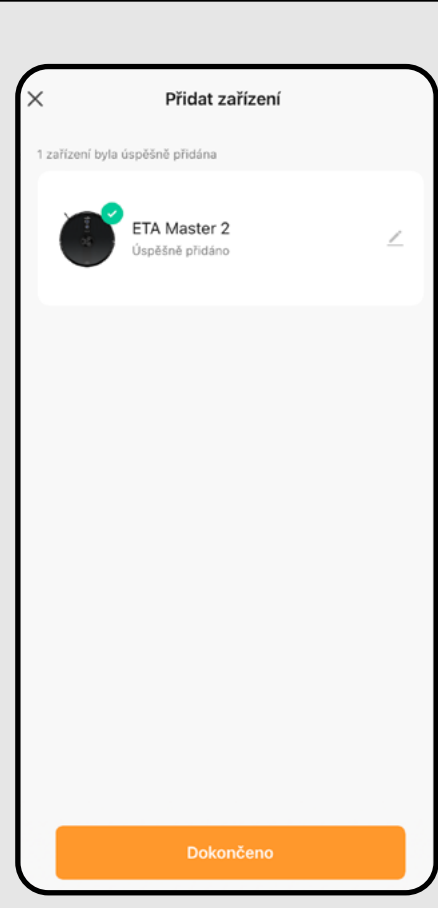 Přidat zařízení
1 zařízení byla úspěšně přidána
ETA Master 2
Úspěšně přidáno
Dokončeno